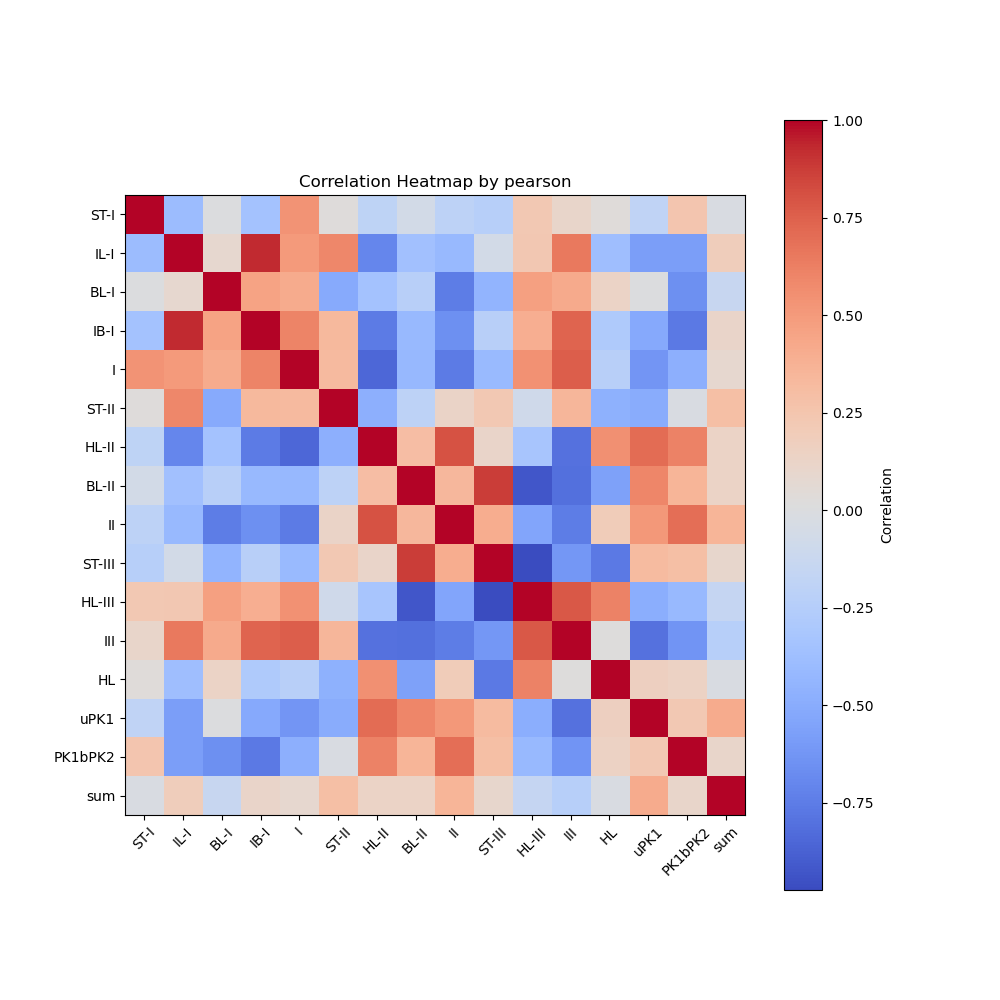 Correlation Heatmap by pearson
ST-I
IL-I
BL-I
IB-I
I
ST-II
HL-II
BL-II
II
ST-III
HL-III
III
HL
uPK1
PK1bPK2
sum
ST-I IL-I BL-I IB-I I ST-II HL-II BL-II II ST-III HL-III III HL uPK1 PK1bPK2 sum
1.00
0.75
0.50
0.25
0.00
−0.25
−0.50
−0.75
Correlation